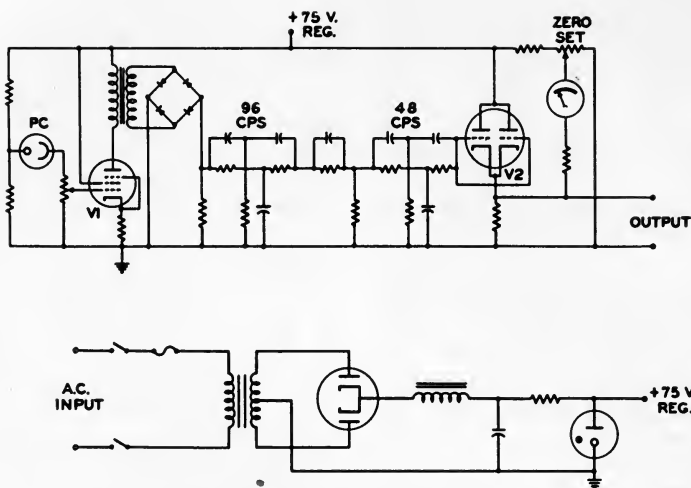 + 75 V.
REG.
ZERO
SET
PC
96
CPS
48
CPS
V1
V2
OUTPUT
A.C.
INPUT
+75 V.
REG.